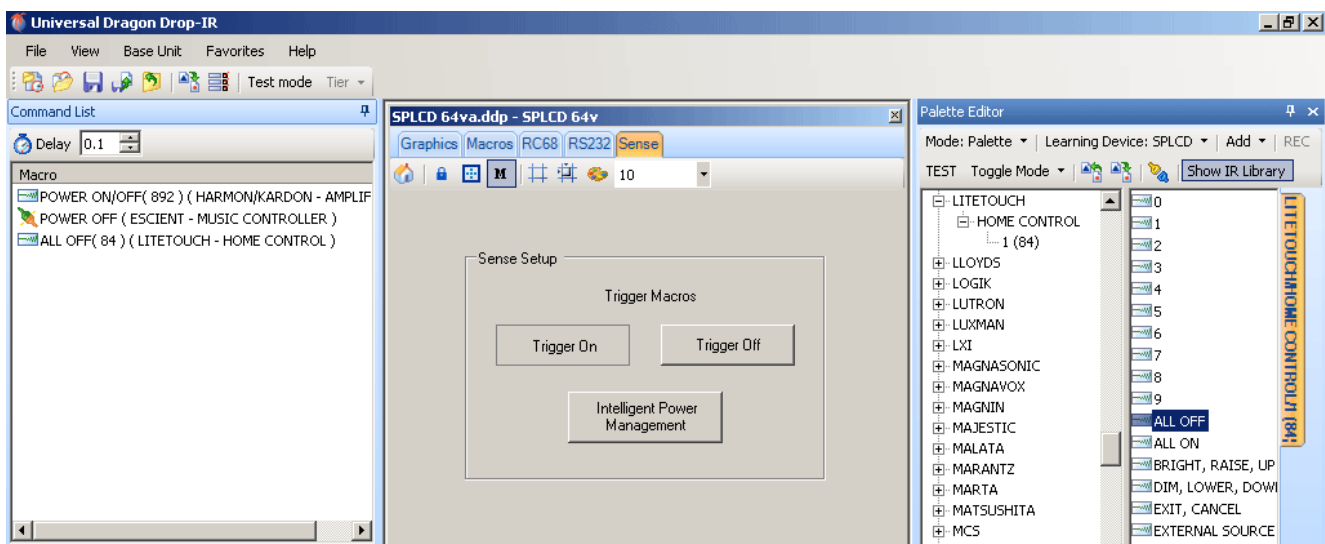 Universal Dragon Drop-IR
File View Base Unit Favorites Help
Test mode Tier
Command List
Delay 0.1
Macro
POWER ON/OFF( 892 ) ( HARMON/KARDON - AMPLIF
POWER OFF ( ESCIENT - MUSIC CONTROLLER )
ALL OFF( 84 ) ( LITETOUCH - HOME CONTROL )
SPLCD 64va.ddp - SPLCD 64v
Graphics Macros RC68 RS232 Sense
M 10
Sense Setup
Trigger Macros
Trigger On Trigger Off
Intelligent Power
Management
Palette Editor
Mode: Palette Learning Device: SPLCD Add REC
TEST Toggle Mode Show IR Library
LITETOUCH
HOME CONTROL
1 (84)
LLOYDS
LOGIK
LUTRON
LUXMAN
LXI
MAGNASONIC
MAGNAVOX
MAGNIN
MAJESTIC
MALATA
MARANTZ
MARTA
MATSUSHITA
MCS
0
1
2
3
4
5
6
7
8
9
ALL OFF
ALL ON
BRIGHT, RAISE, UP
DIM, LOWER, DOWI
EXIT, CANCEL
EXTERNAL SOURCE
LITETOUCH\HOME CONTROL\1 (84)